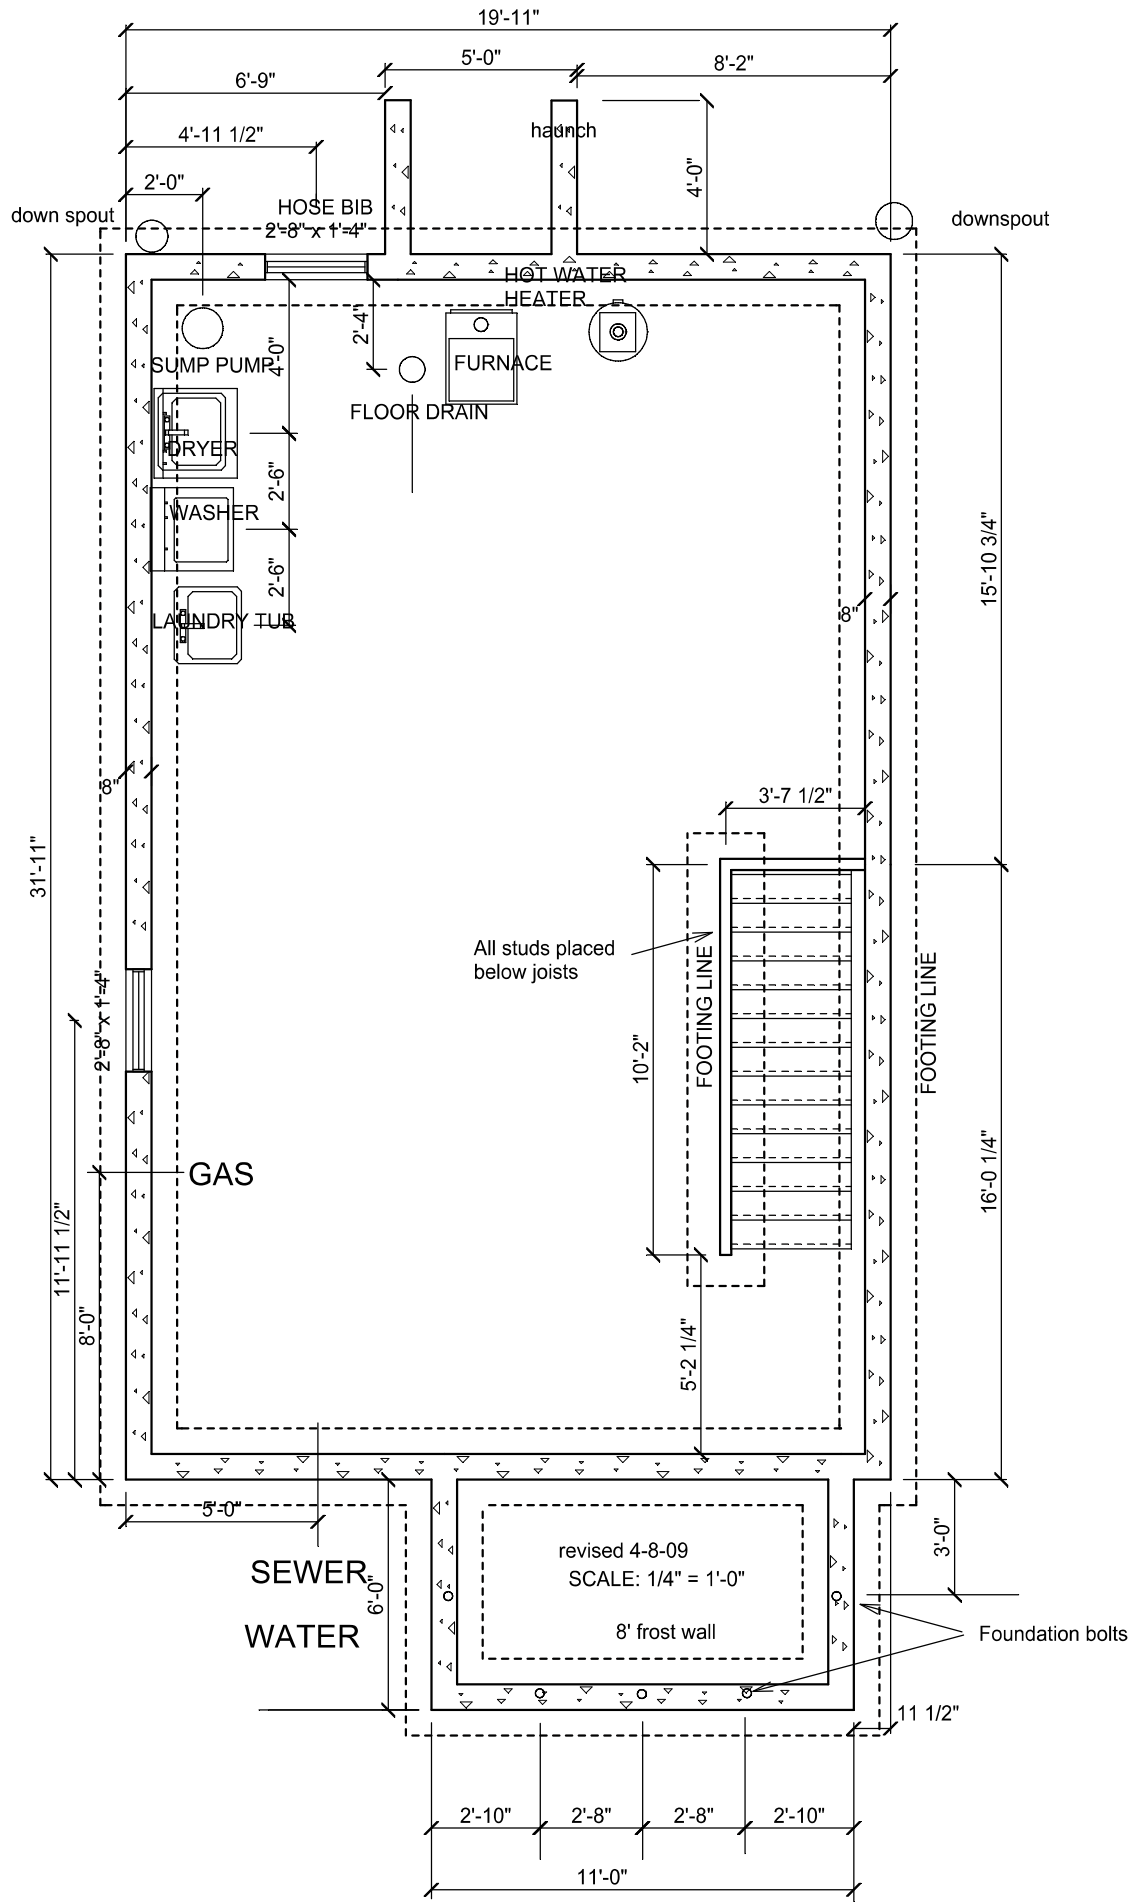 19'-11"
5'-0"
8'-2"
6'-9"
haunch
4'-11 1/2"
4'-0"
2'-0"
HOSE BIB
down spout
downspout
2'-8" x 1'-4"
HOT WATER
HEATER
2'-4"
4'-0"
SUMP PUMP
FURNACE
FLOOR DRAIN
DRYER
2'-6"
WASHER
15'-10 3/4"
2'-6"
8"
LAUNDRY TUB
8"
3'-7 1/2"
31'-11"
All studs placed
below joists
FOOTING LINE
FOOTING LINE
2'-8" x 1'-4"
10'-2"
GAS
16'-0 1/4"
11'-11 1/2"
8'-0"
5'-2 1/4"
5'-0"
revised 4-8-09
3'-0"
SEWER
SCALE: 1/4" = 1'-0"
6'-0"
WATER
8' frost wall
Foundation bolts
11 1/2"
2'-10"
2'-8"
2'-8"
2'-10"
11'-0"